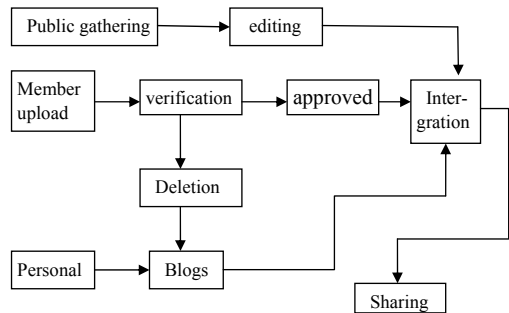 Public gathering
editing
Member
upload
verification
approved
Inter-
gration
Deletion
Personal
Blogs
Sharing